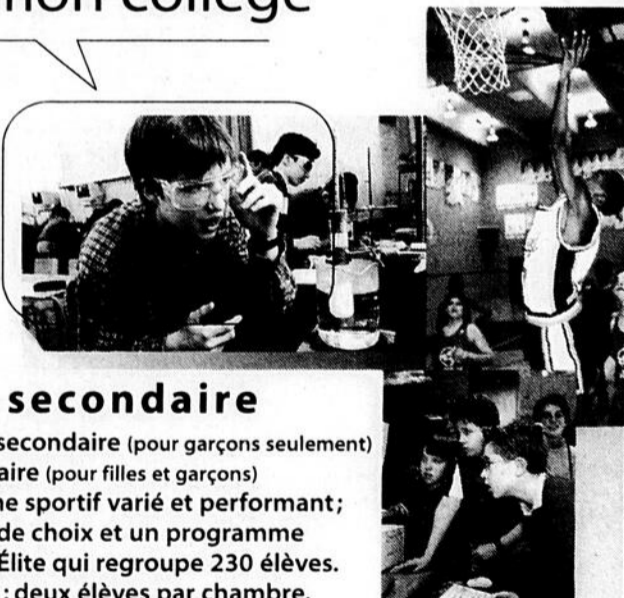 mon collège
secondaire
secondaire (pour garçons seulement)
aire (pour filles et garçons)
ne sportif varié et performant;
de choix et un programme
Élite qui regroupe 230 élèves.
: deux élèves par chambre.